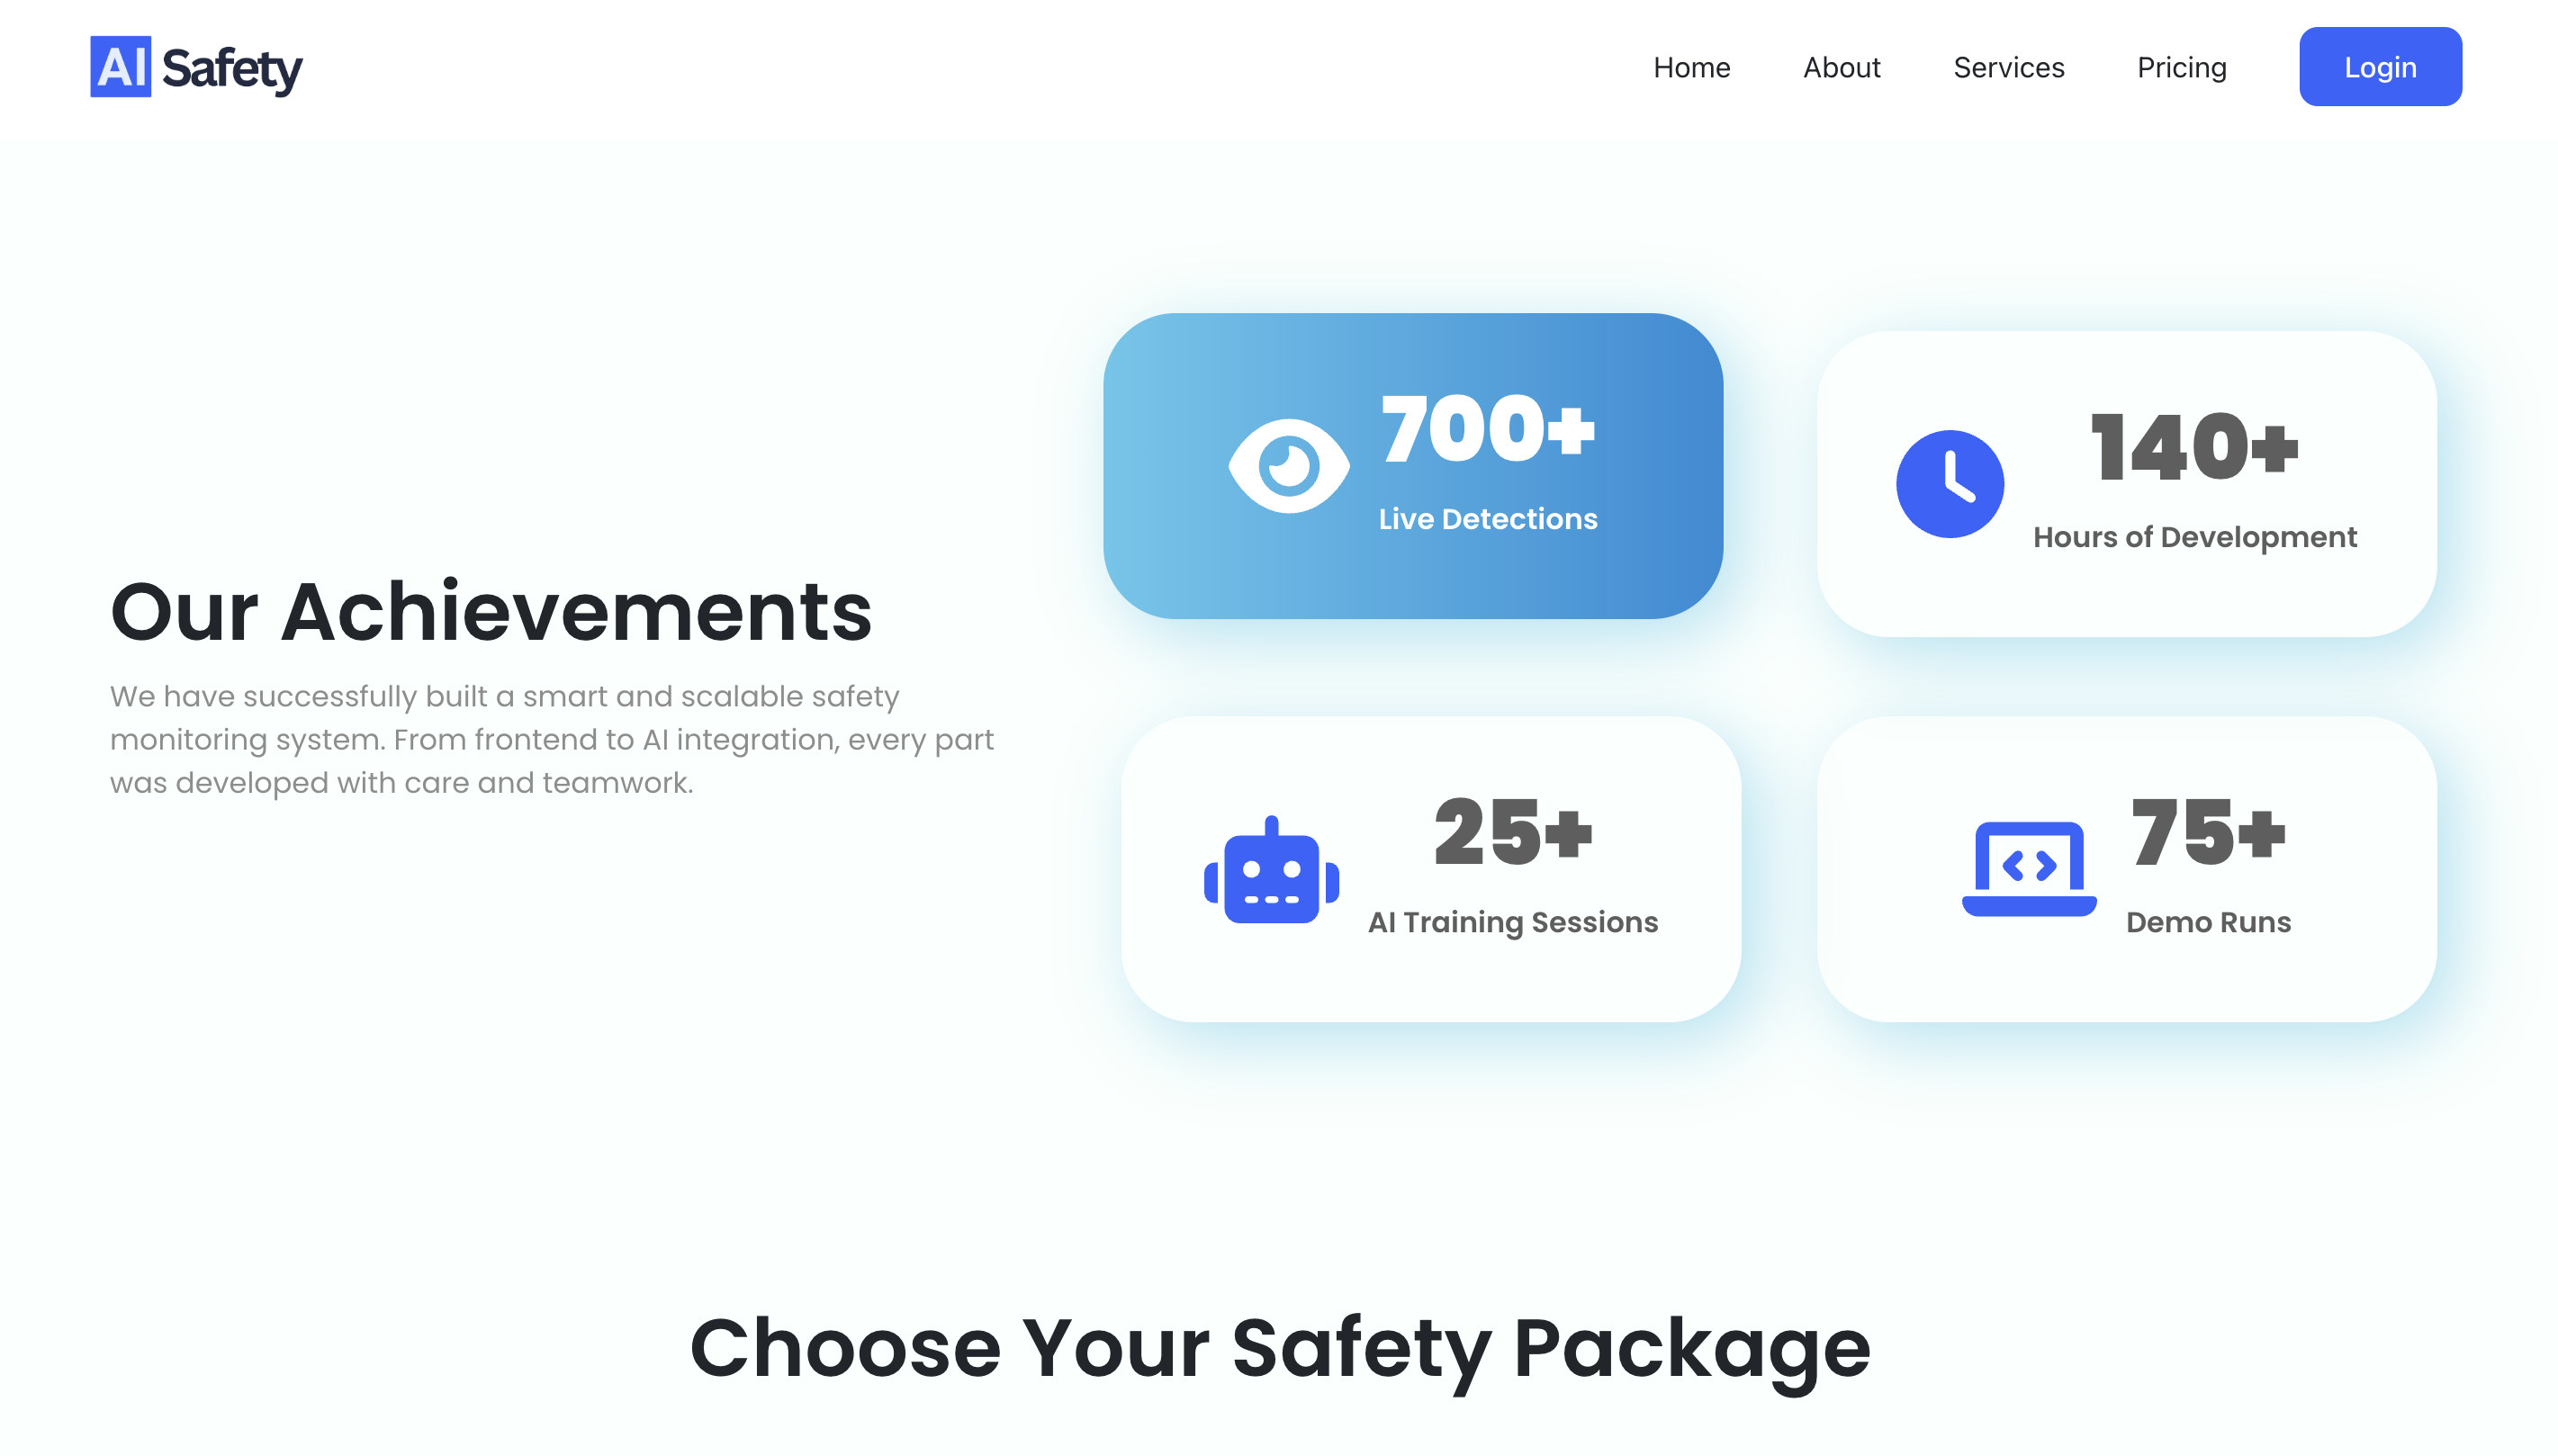 AI Safety
Home
About
Services
Pricing
Login
Our Achievements
We have successfully built a smart and scalable safety
monitoring system. From frontend to AI integration, every part
was developed with care and teamwork.
700+
Live Detections
140+
Hours of Development
25+
AI Training Sessions
75+
Demo Runs
Choose Your Safety Package